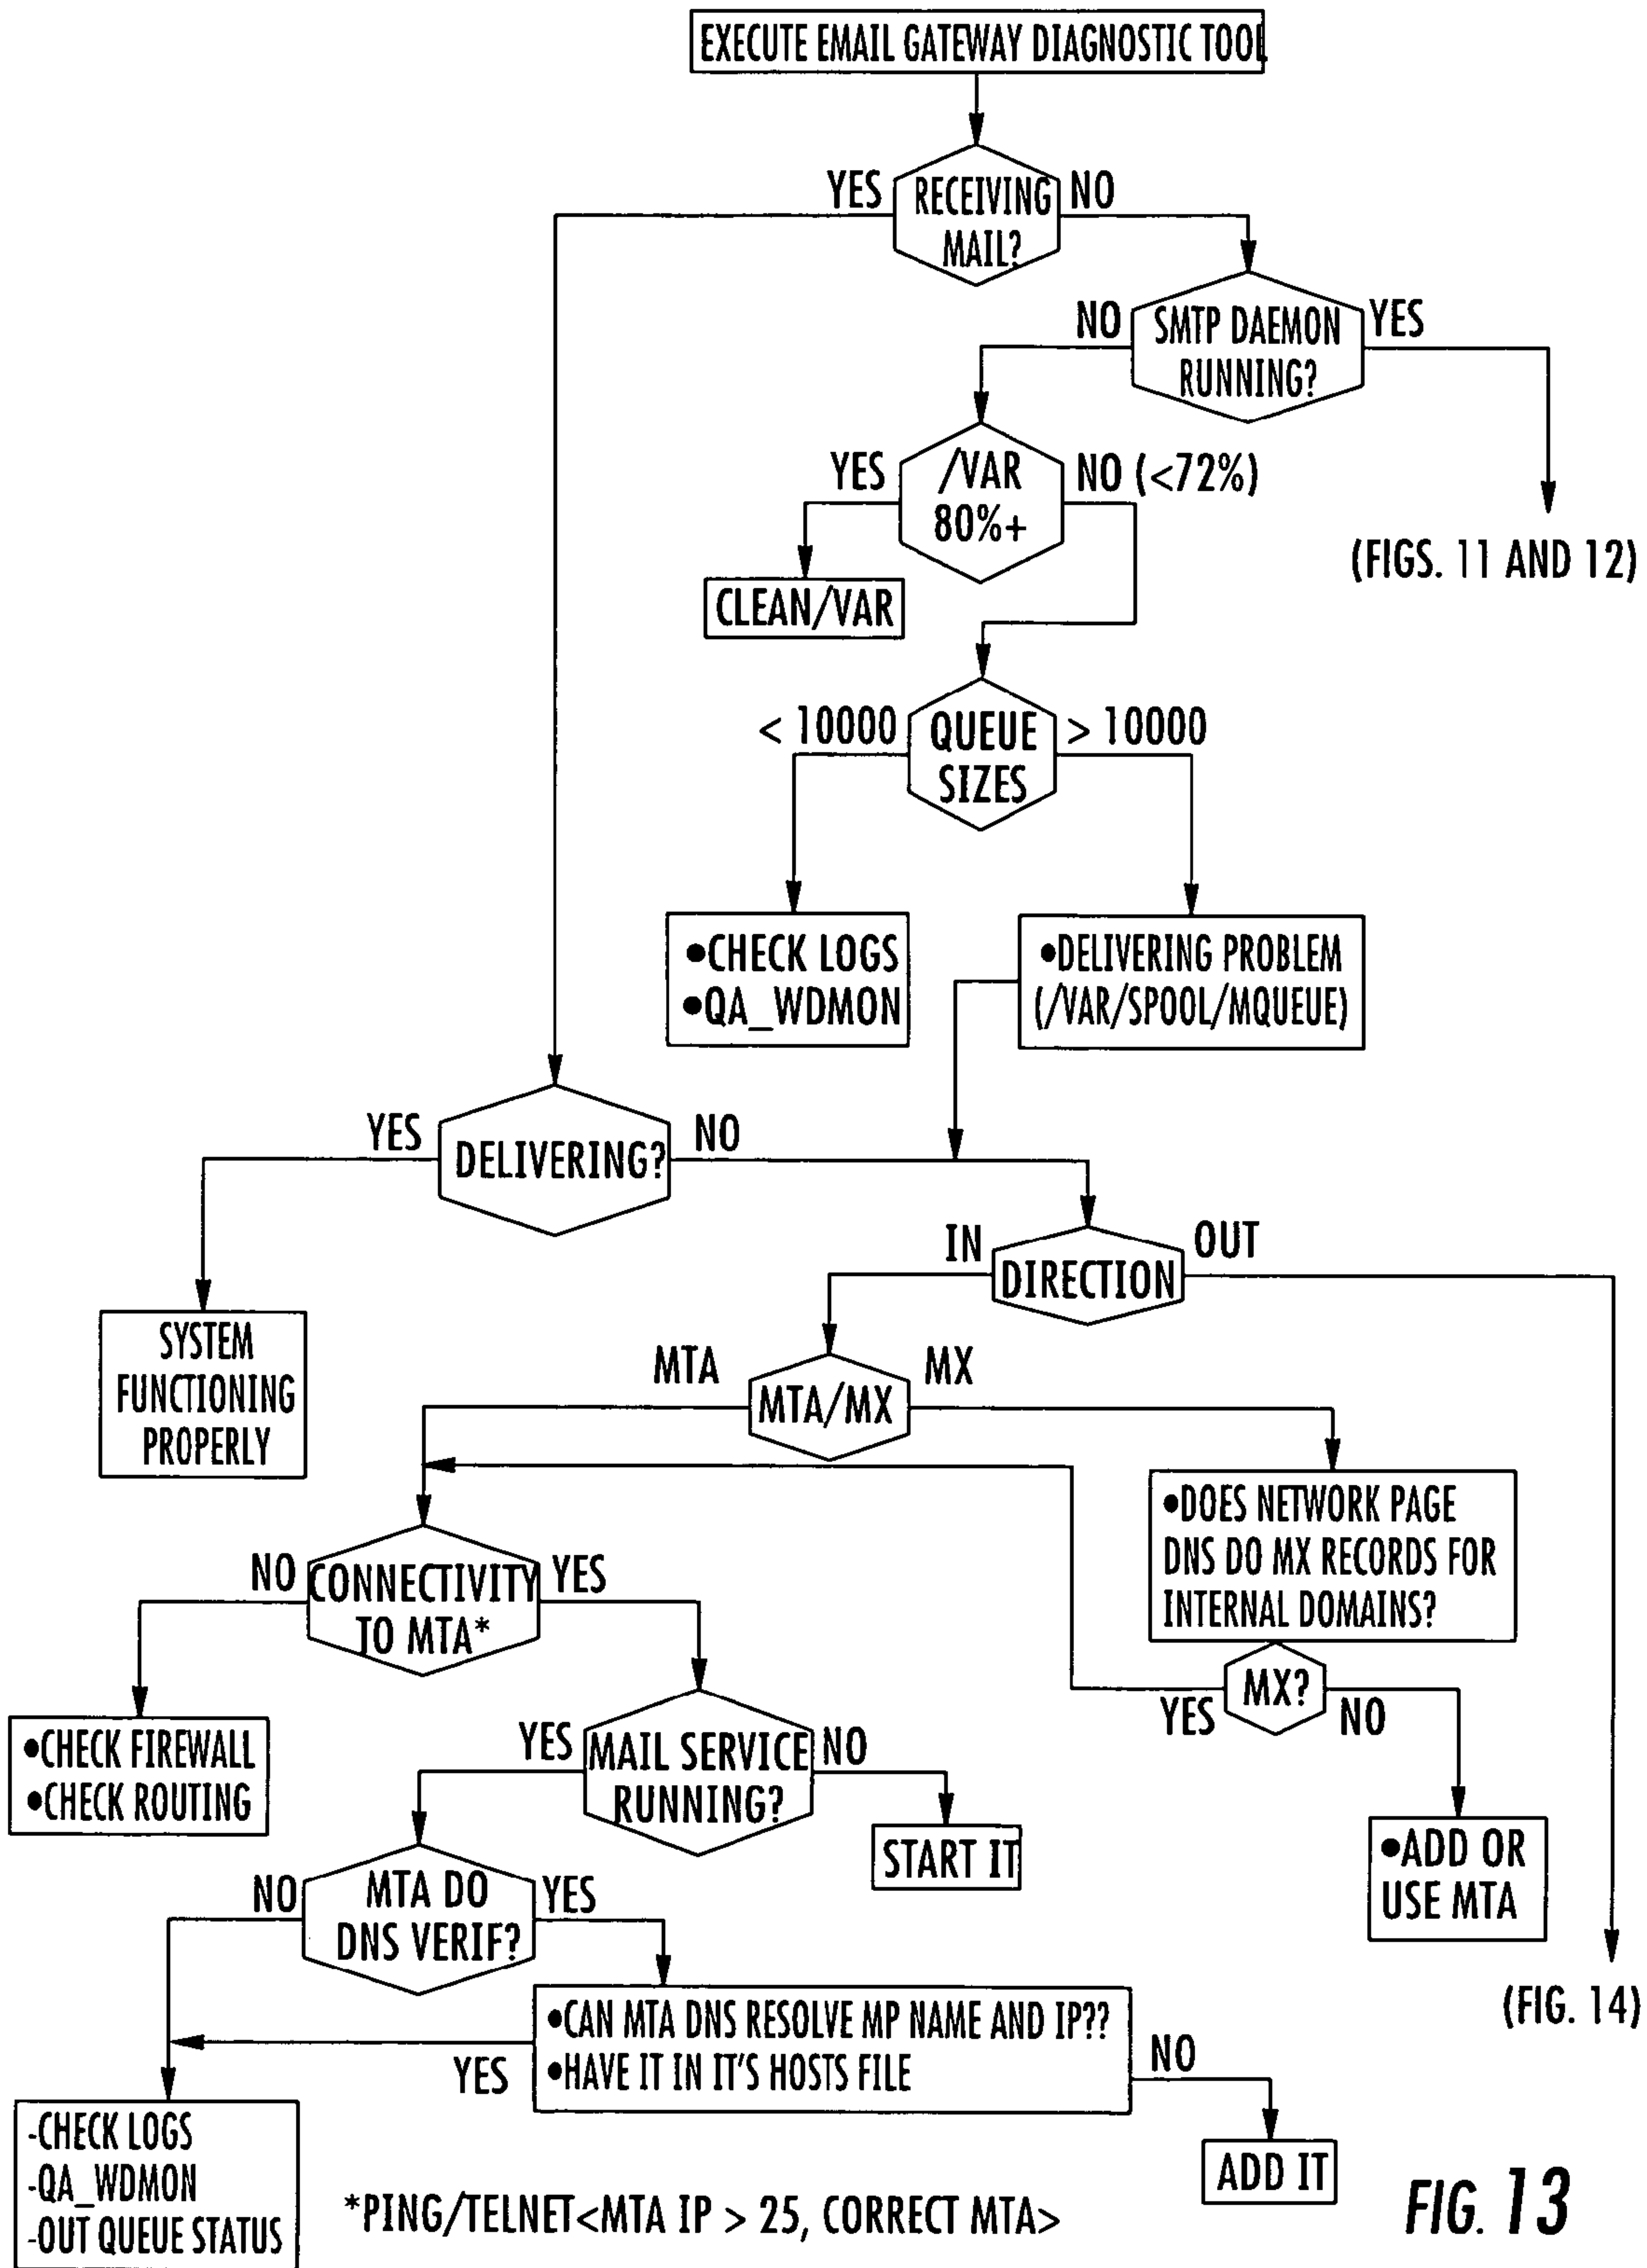 EXECUTE EMAIL GATEWAY DIAGNOSTIC TOOL
YES
RECEIVING
MAIL?
NO
NO
SMTP DAEMON
RUNNING?
YES
YES
/VAR
80%+
NO (<72%)
(FIGS. 11 AND 12)
CLEAN/VAR
< 10000
QUEUE
SIZES
> 10000
•CHECK LOGS
•QA_WDMON
•DELIVERING PROBLEM
(/VAR/SPOOL/MQUEUE)
YES
DELIVERING?
NO
IN
DIRECTION
OUT
SYSTEM
FUNCTIONING
PROPERLY
MTA
MTA/MX
MX
•DOES NETWORK PAGE
DNS DO MX RECORDS FOR
INTERNAL DOMAINS?
NO
CONNECTIVITY
TO MTA*
YES
YES
MX?
NO
•CHECK FIREWALL
•CHECK ROUTING
YES
MAIL SERVICE
RUNNING?
NO
START IT
•ADD OR
USE MTA
NO
MTA DO
DNS VERIF?
YES
(FIG. 14)
•CAN MTA DNS RESOLVE MP NAME AND IP??
•HAVE IT IN IT'S HOSTS FILE
YES
NO
-CHECK LOGS
-QA_WDMON
-OUT QUEUE STATUS
ADD IT
*PING/TELNET<MTA IP > 25, CORRECT MTA>
FIG. 13